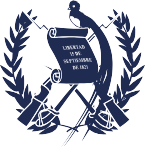 LIBERTAD
15 DE
SEPTIEMBRE
DE 1821